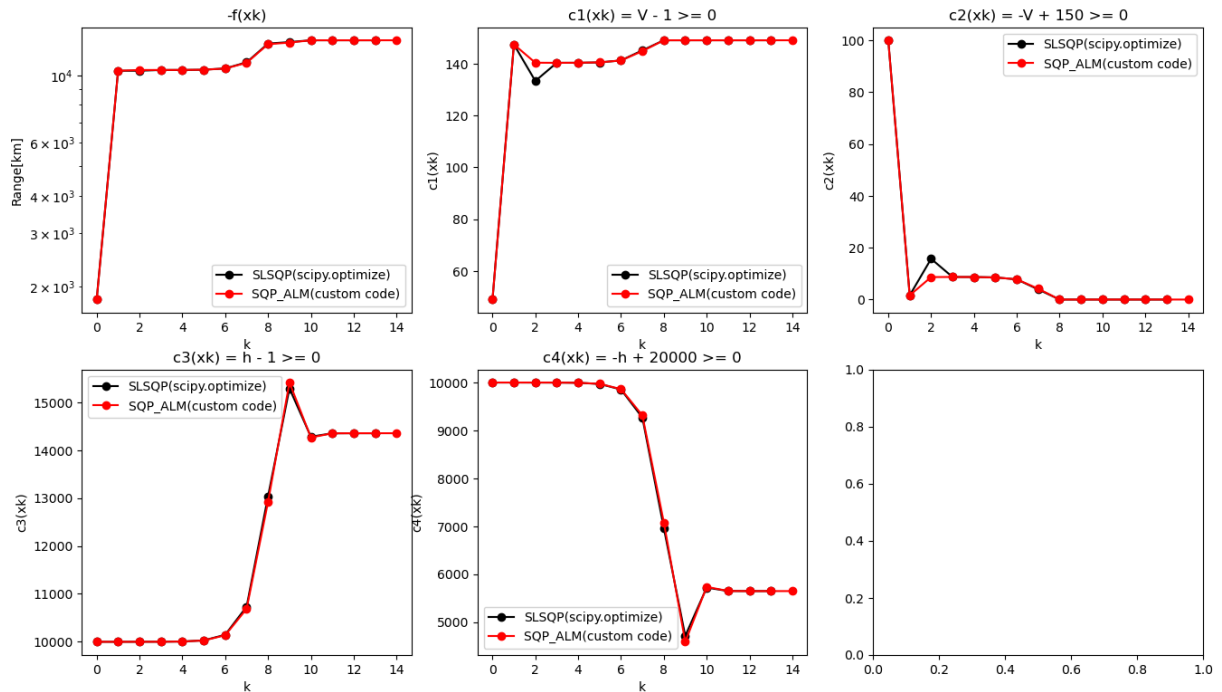 -f(xk)
10⁴
6 × 10³
4 × 10³
3 × 10³
2 × 10³
Range[km]
SLSQP(scipy.optimize)
SQP_ALM(custom code)
0 2 4 6 8 10 12 14
k
c1(xk) = V - 1 >= 0
140
120
100
80
60
c1(xk)
SLSQP(scipy.optimize)
SQP_ALM(custom code)
0 2 4 6 8 10 12 14
k
c2(xk) = -V + 150 >= 0
100
80
60
40
20
0
c2(xk)
SLSQP(scipy.optimize)
SQP_ALM(custom code)
0 2 4 6 8 10 12 14
k
c3(xk) = h - 1 >= 0
15000
14000
13000
12000
11000
10000
c3(xk)
SLSQP(scipy.optimize)
SQP_ALM(custom code)
0 2 4 6 8 10 12 14
k
c4(xk) = -h + 20000 >= 0
10000
9000
8000
7000
6000
5000
c4(xk)
SLSQP(scipy.optimize)
SQP_ALM(custom code)
0 2 4 6 8 10 12 14
k
1.0
0.8
0.6
0.4
0.2
0.0
0.0 0.2 0.4 0.6 0.8 1.0